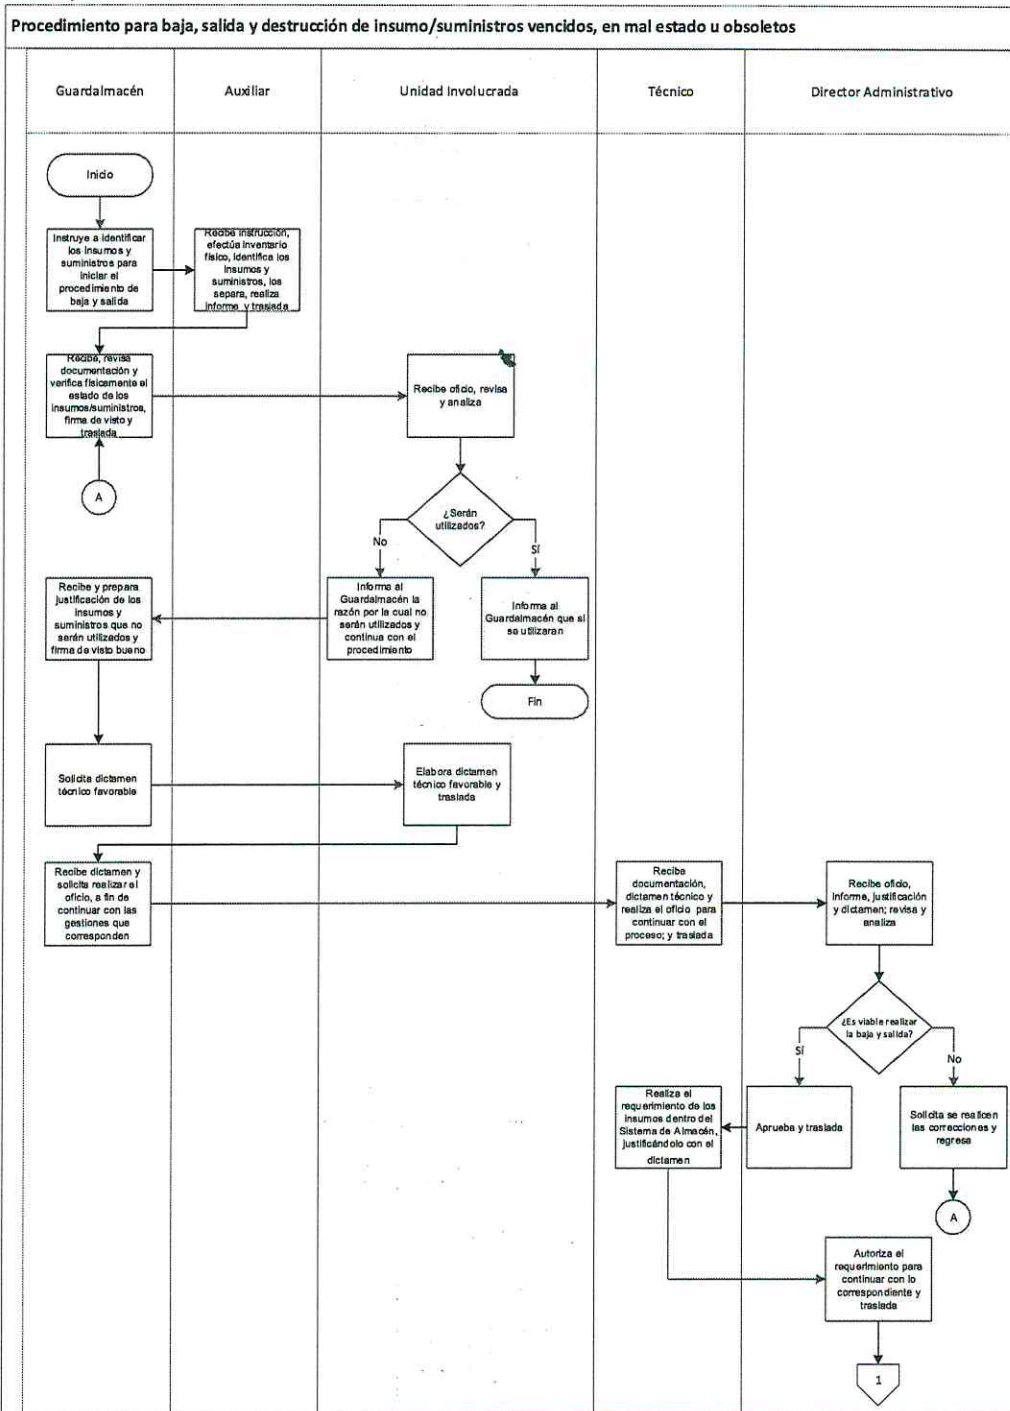 Procedimiento para baja, salida y destrucción de insumo/suministros vencidos, en mal estado u obsoletos
Guardalmacén
Auxiliar
Unidad Involucrada
Técnico
Director Administrativo
Inicio
Instruye a identificar
los insumos y
suministros para
iniciar el
procedimiento de
baja y salida
Recibe instrucción,
efectúa inventario
físico, identifica los
insumos y
suministros, los
separa, realiza
informe y traslada
Recibe, revisa
documentación y
verifica físicamente el
estado de los
insumos/suministros,
firma de visto y
traslada
Recibe oficio, revisa
y analiza
A
¿Serán
utilizados?
No
Sí
Recibe y prepara
justificación de los
insumos y
suministros que no
serán utilizados y
firma de visto bueno
Informa al
Guardalmacén la
razón por la cual no
serán utilizados y
continua con el
procedimiento
Informa al
Guardalmacén que si
se utilizaran
Fin
Solicita dictamen
técnico favorable
Elabora dictamen
técnico favorable y
traslada
Recibe dictamen y
solicita realizar el
oficio, a fin de
continuar con las
gestiones que
corresponden
Recibe
documentación,
dictamen técnico y
realiza el oficio para
continuar con el
proceso; y traslada
Recibe oficio,
informe, justificación
y dictamen; revisa y
analiza
¿Es viable realizar
la baja y salida?
Sí
No
Realiza el
requerimiento de los
insumos dentro del
Sistema de Almacén,
justificándolo con el
dictamen
Aprueba y traslada
Solicita se realicen
las correcciones y
regresa
A
Autoriza el
requerimiento para
continuar con lo
correspondiente y
traslada
1